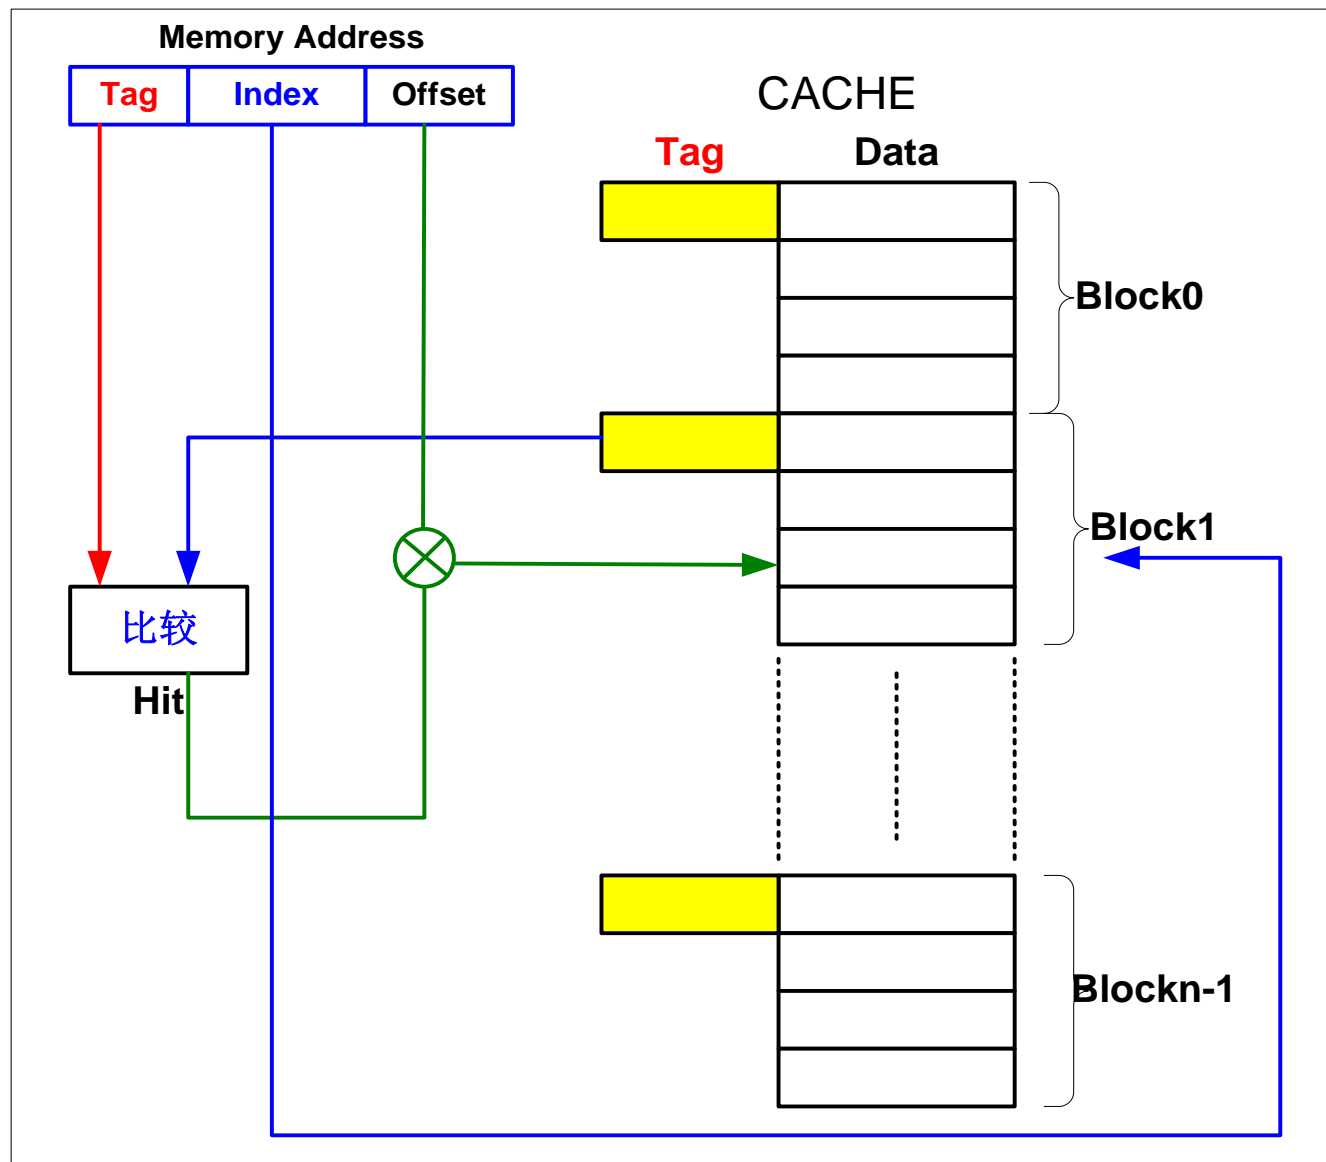 Memory Address
Tag Index Offset
CACHE
Tag Data
Block0
Block1
比较
Hit
Blockn-1